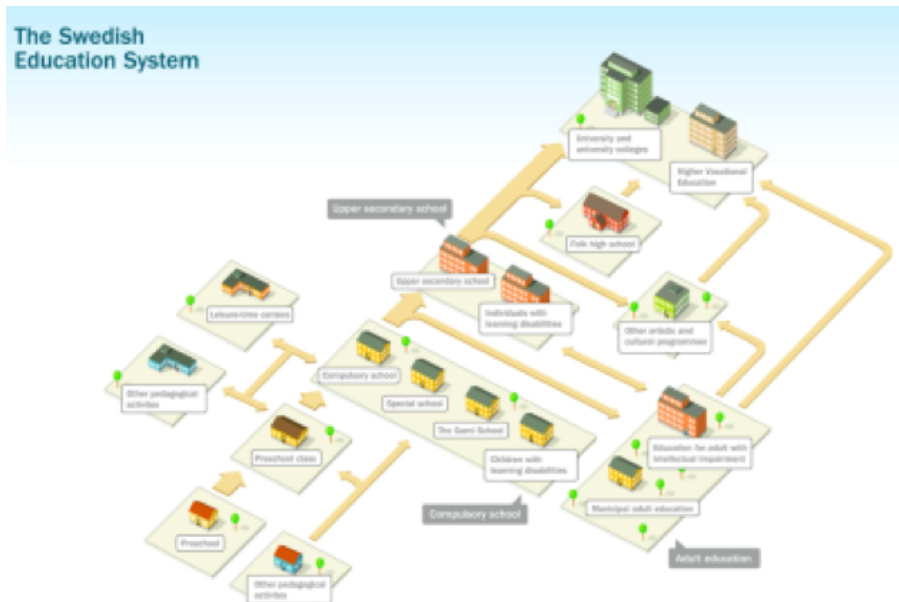 The Swedish
Education System
University and
university colleges
Higher Vocational
Education
Upper secondary school
Folk high school
Upper secondary school
Individuals with
learning disabilities
Leisure-time centers
Other artistic and
cultural programmes
Other pedagogical
activities
Compulsory school
Special school
The Sami School
Children with
learning disabilities
Preschool class
Education for adult with
intellectual impairment
Municipal adult education
Compulsory school
Preschool
Adult education
Other pedagogical
activities